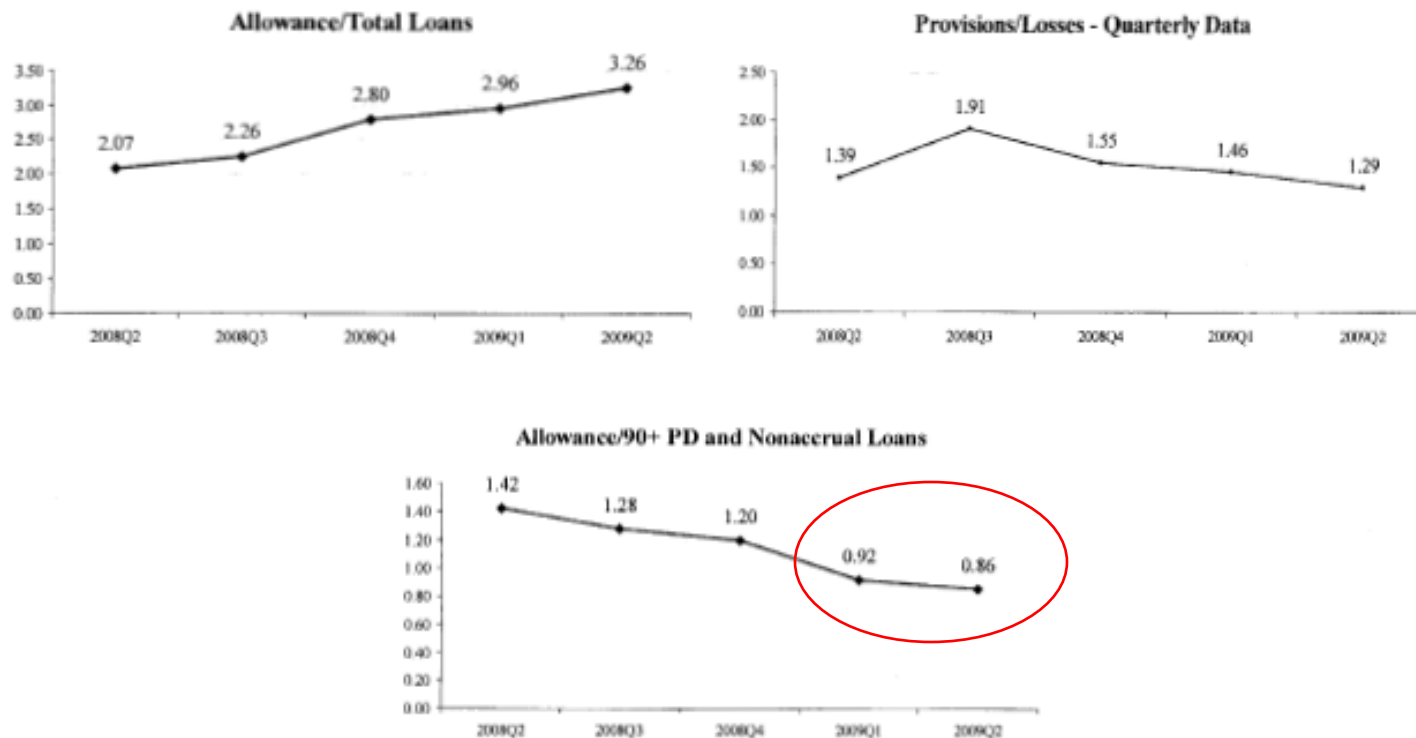 Allowance/Total Loans
3.50
3.00
2.50
2.00
1.50
1.00
0.50
0.00
2.07
2.26
2.80
2.96
3.26
2008Q2
2008Q3
2008Q4
2009Q1
2009Q2
Provisions/Losses - Quarterly Data
2.50
2.00
1.50
1.00
0.50
0.00
1.39
1.91
1.55
1.46
1.29
2008Q2
2008Q3
2008Q4
2009Q1
2009Q2
Allowance/90+ PD and Nonaccrual Loans
1.60
1.40
1.20
1.00
0.80
0.60
0.40
0.20
0.00
1.42
1.28
1.20
0.92
0.86
2008Q2
2008Q3
2008Q4
2009Q1
2009Q2